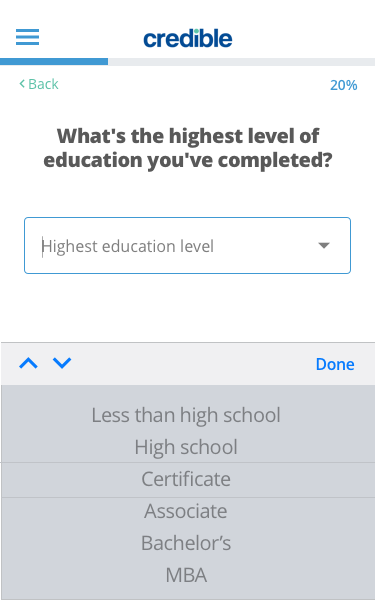 credible
Back
20%
What's the highest level of
education you've completed?
Highest education level
Done
Less than high school
High school
Certificate
Associate
Bachelor’s
MBA